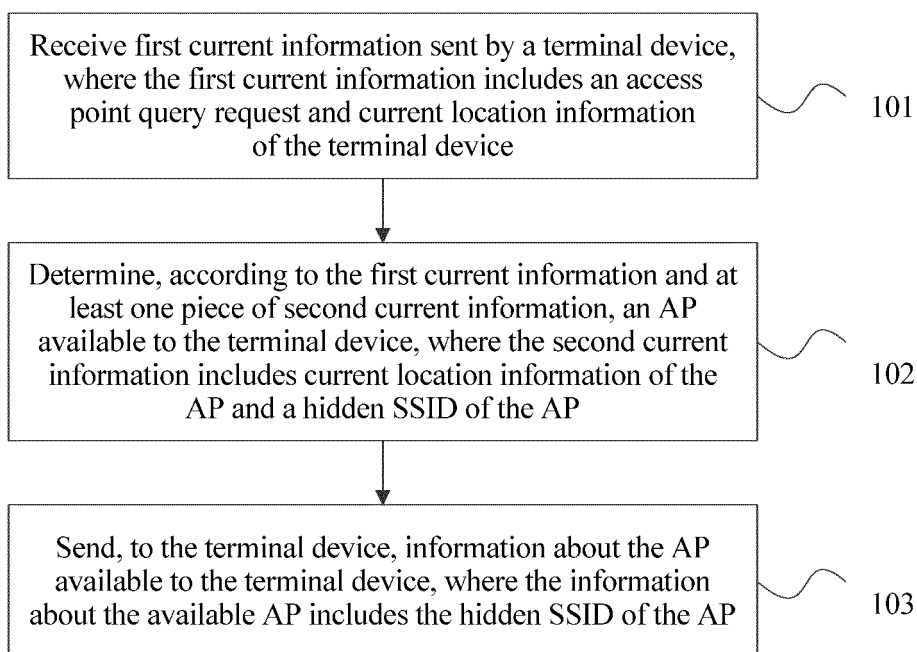 Receive first current information sent by a terminal device,
where the first current information includes an access
point query request and current location information
of the terminal device
101
Determine, according to the first current information and at
least one piece of second current information, an AP
available to the terminal device, where the second current
information includes current location information of the
AP and a hidden SSID of the AP
102
Send, to the terminal device, information about the AP
available to the terminal device, where the information
about the available AP includes the hidden SSID of the AP
103